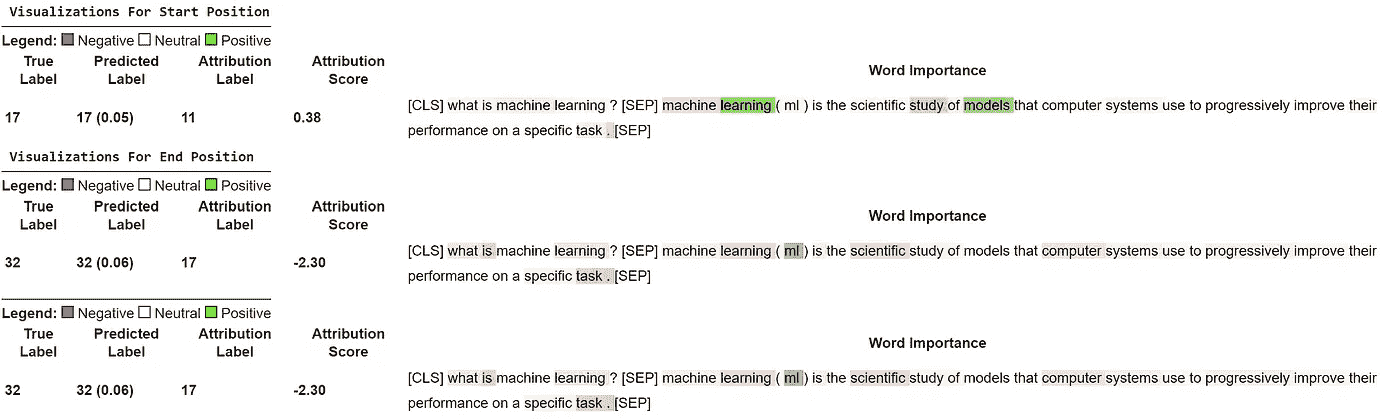 Visualizations For Start Position
Legend: Negative Neutral Positive
True Label Predicted Label Attribution Label Attribution Score Word Importance
17 17 (0.05) 11 0.38 [CLS] what is machine learning ? [SEP] machine learning ( ml ) is the scientific study of models that computer systems use to progressively improve their
performance on a specific task . [SEP]
Visualizations For End Position
Legend: Negative Neutral Positive
True Label Predicted Label Attribution Label Attribution Score Word Importance
32 32 (0.06) 17 -2.30 [CLS] what is machine learning ? [SEP] machine learning ( ml ) is the scientific study of models that computer systems use to progressively improve their
performance on a specific task . [SEP]
Legend: Negative Neutral Positive
True Label Predicted Label Attribution Label Attribution Score Word Importance
32 32 (0.06) 17 -2.30 [CLS] what is machine learning ? [SEP] machine learning ( ml ) is the scientific study of models that computer systems use to progressively improve their
performance on a specific task . [SEP]